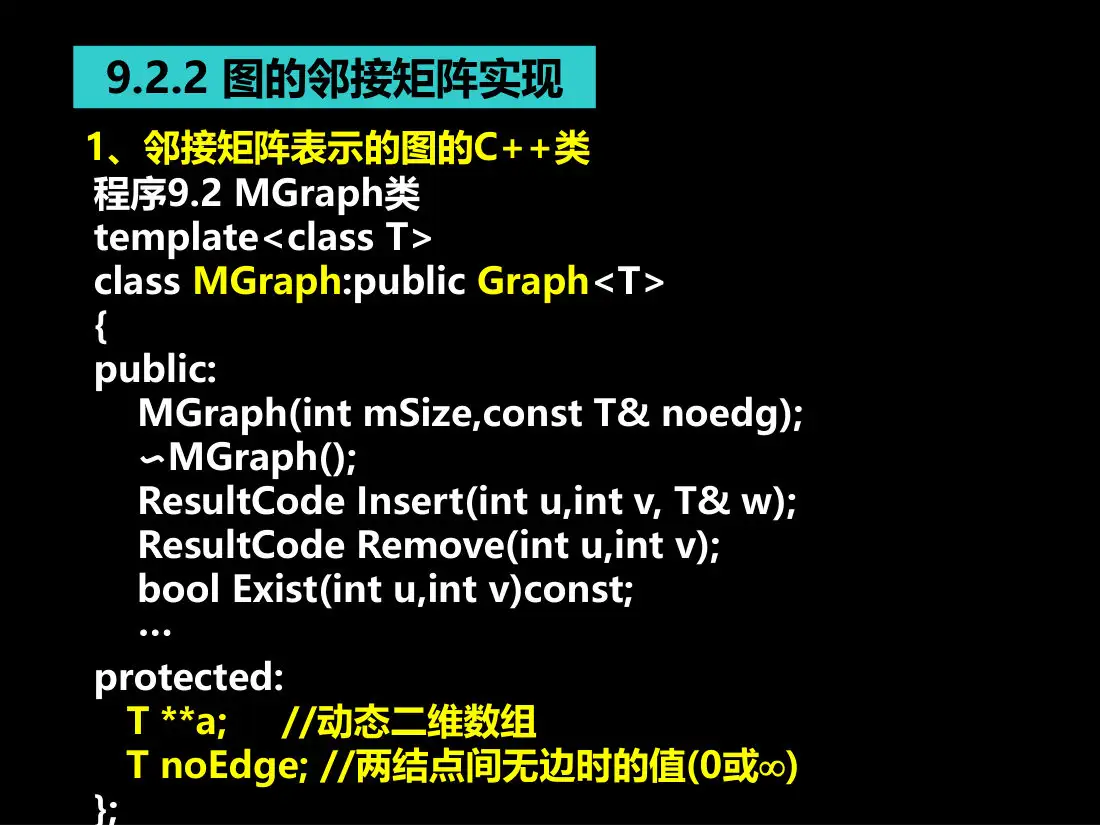 9.2.2 图的邻接矩阵实现
1、邻接矩阵表示的图的C++类
程序9.2 MGraph类
template<class T>
class MGraph:public Graph<T>
{
public:
MGraph(int mSize,const T& noedg);
∽MGraph();
ResultCode Insert(int u,int v, T& w);
ResultCode Remove(int u,int v);
bool Exist(int u,int v)const;
…
protected:
T **a; //动态二维数组
T noEdge; //两结点间无边时的值(0或∞)
};